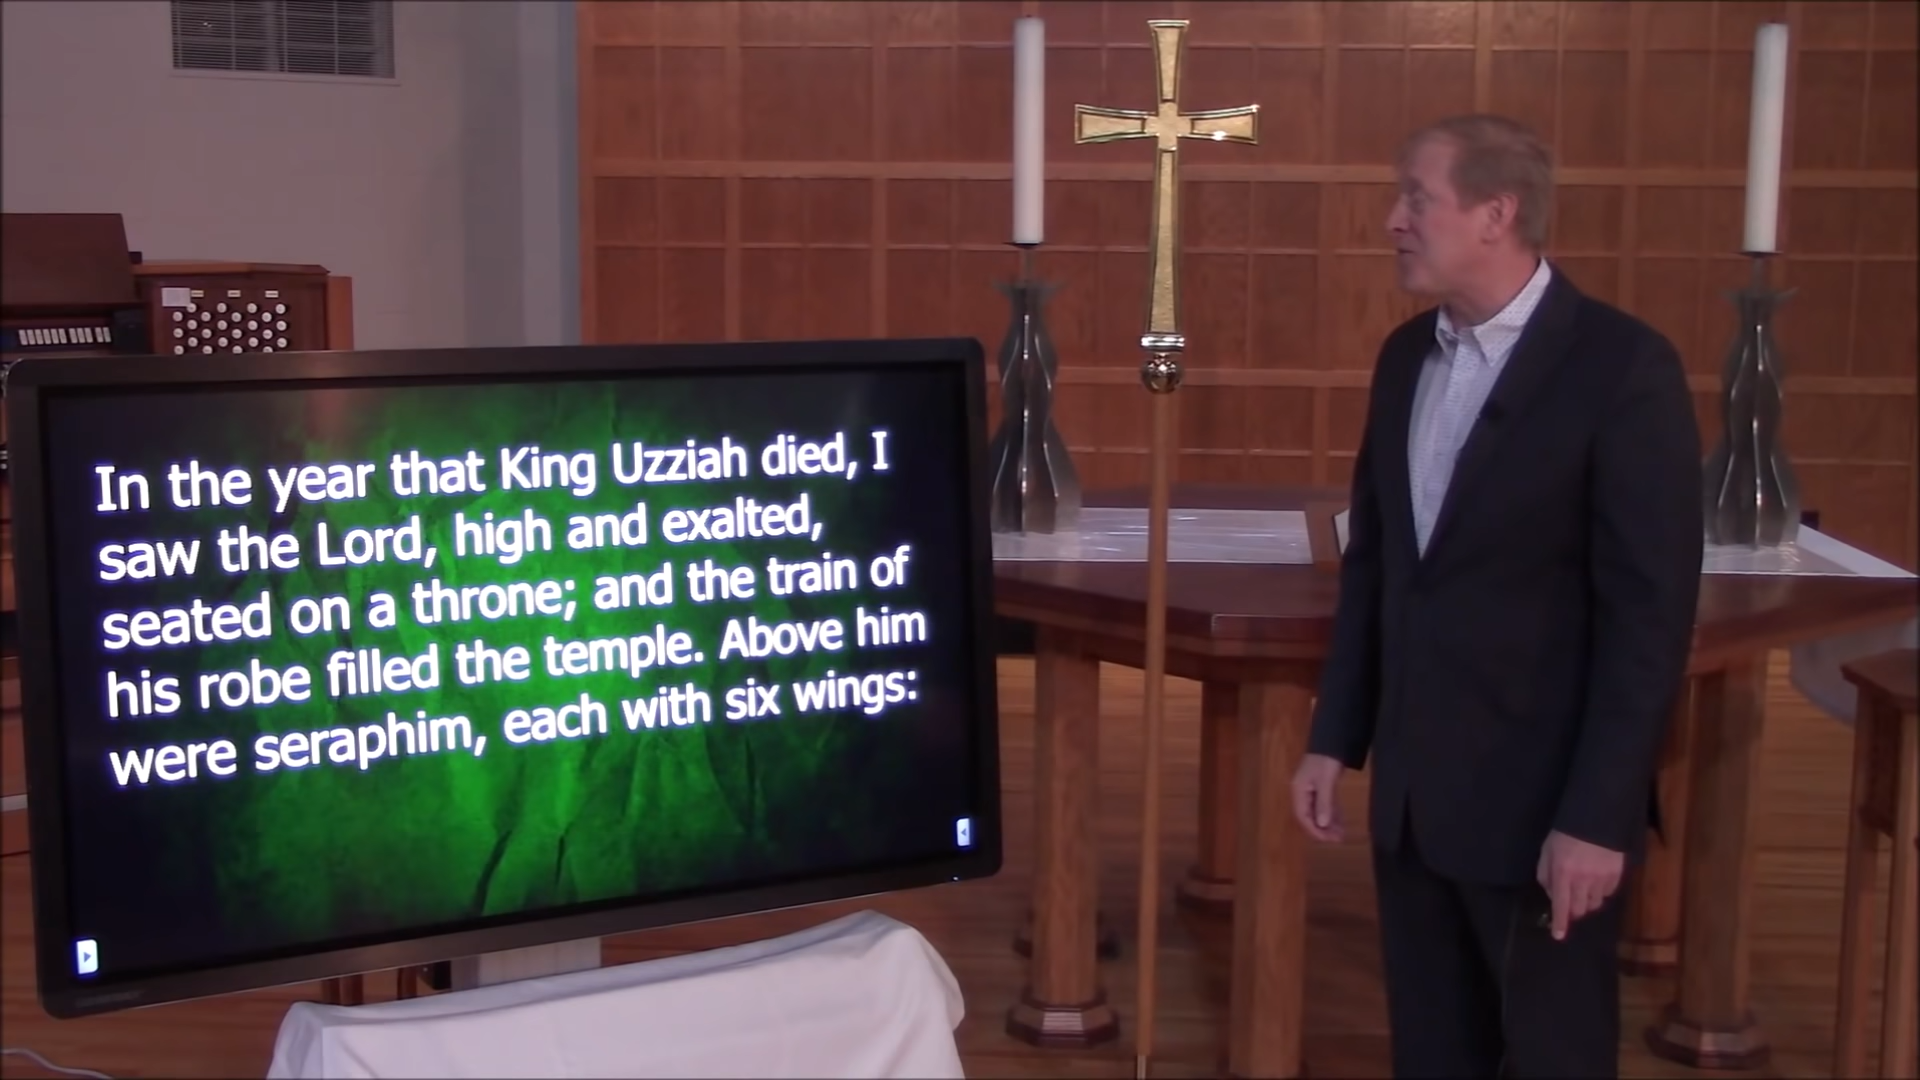 In the year that King Uzziah died, I
saw the Lord, high and exalted,
seated on a throne; and the train of
his robe filled the temple. Above him
were seraphim, each with six wings: